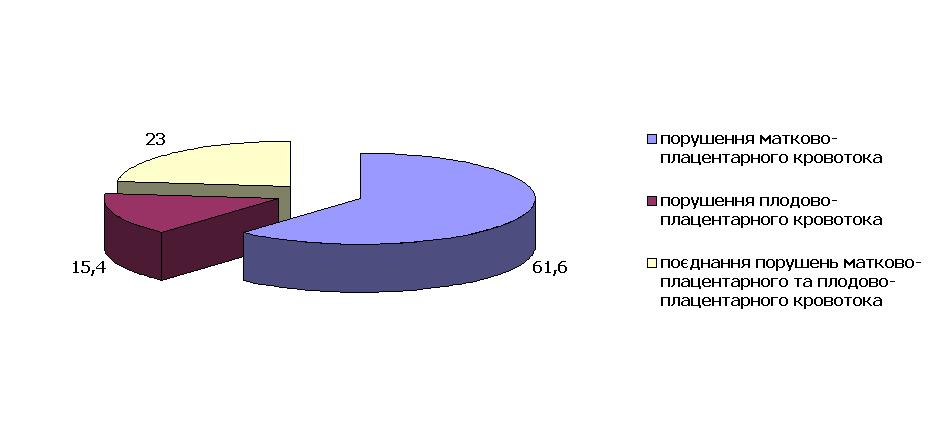 23
15,4
61,6
порушення матково-
плацентарного кровотока
порушення плодово-
плацентарного кровотока
поєднання порушень матково-
плацентарного та плодово-
плацентарного кровотока